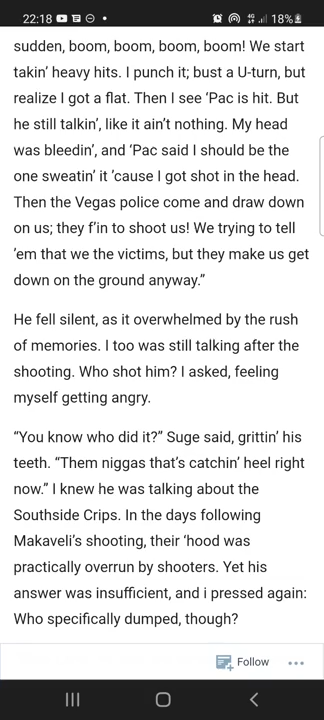 22:18
4G
18%
sudden, boom, boom, boom, boom! We start
takin’ heavy hits. I punch it; bust a U-turn, but
realize I got a flat. Then I see ‘Pac is hit. But
he still talkin’, like it ain’t nothing. My head
was bleedin’, and ‘Pac said I should be the
one sweatin’ it ’cause I got shot in the head.
Then the Vegas police come and draw down
on us; they f’in to shoot us! We trying to tell
’em that we the victims, but they make us get
down on the ground anyway.”
He fell silent, as it overwhelmed by the rush
of memories. I too was still talking after the
shooting. Who shot him? I asked, feeling
myself getting angry.
“You know who did it?” Suge said, grittin’ his
teeth. “Them niggas that’s catchin’ heel right
now.” I knew he was talking about the
Southside Crips. In the days following
Makaveli’s shooting, their ‘hood was
practically overrun by shooters. Yet his
answer was insufficient, and i pressed again:
Who specifically dumped, though?
Follow